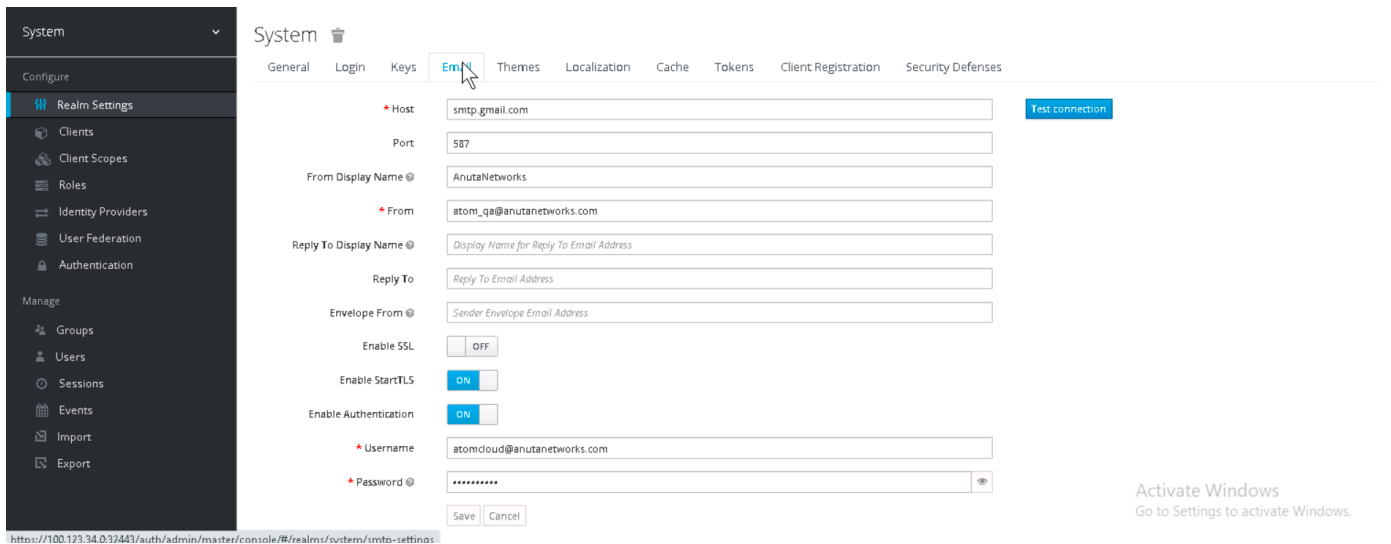 System
System
General Login Keys Email Themes Localization Cache Tokens Client Registration Security Defenses
Configure
Realm Settings
Clients
Client Scopes
Roles
Identity Providers
User Federation
Authentication
Manage
Groups
Users
Sessions
Events
Import
Export
* Host smtp.gmail.com Test connection
Port 587
From Display Name AnutaNetworks
* From atom_qa@anutanetworks.com
Reply To Display Name Display Name for Reply To Email Address
Reply To Reply To Email Address
Envelope From Sender Envelope Email Address
Enable SSL OFF
Enable StartTLS ON
Enable Authentication ON
* Username atomcloud@anutanetworks.com
* Password ••••••••••
Save Cancel
Activate Windows
Go to Settings to activate Windows.
https://100.123.34.0:32443/auth/admin/master/console/#/realms/system/smtp-settings